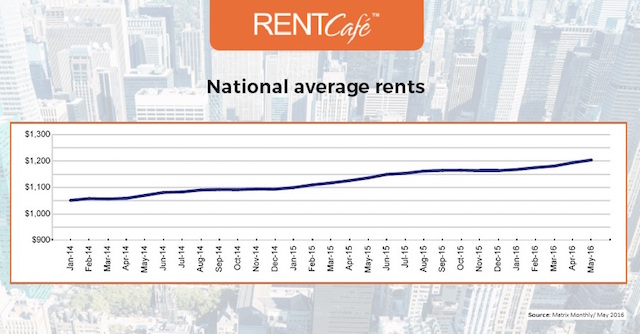 RENTCafé™
National average rents
$1,300
$1,200
$1,100
$1,000
$900
Jan-14
Feb-14
Mar-14
Apr-14
May-14
Jun-14
Jul-14
Aug-14
Sep-14
Oct-14
Nov-14
Dec-14
Jan-15
Feb-15
Mar-15
Apr-15
May-15
Jun-15
Jul-15
Aug-15
Sep-15
Oct-15
Nov-15
Dec-15
Jan-16
Feb-16
Mar-16
Apr-16
May-16
Source: Matrix Monthly/ May 2016